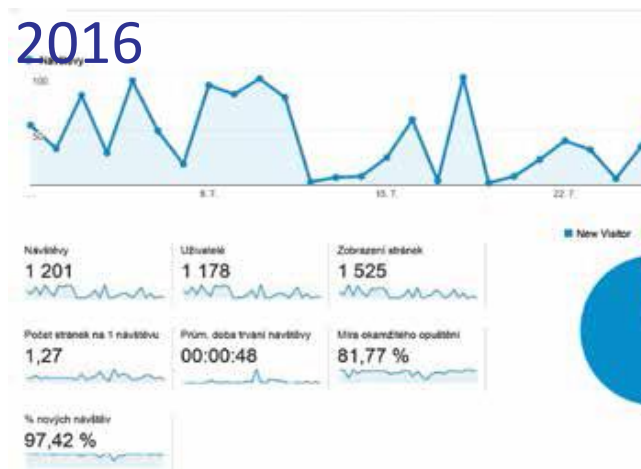 2016
Návštěvy
100
50
...
8. 7.
15. 7.
22. 7.
New Visitor
Návštěvy
1 201
Uživatelé
1 178
Zobrazení stránek
1 525
Počet stránek na 1 návštěvu
1,27
Prům. doba trvání návštěvy
00:00:48
Míra okamžitého opuštění
81,77 %
% nových návštěv
97,42 %